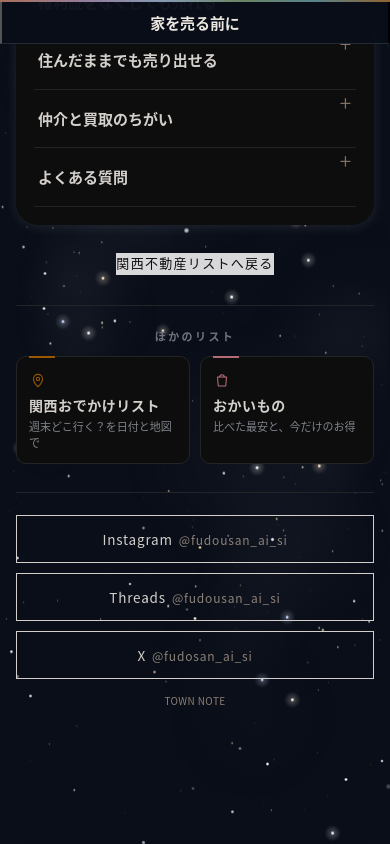 家を売る前に
住んだままでも売り出せる
仲介と買取のちがい
よくある質問
関西不動産リストへ戻る
ほかのリスト
関西おでかけリスト
週末どこ行く？を日付と地図
で
おかいもの
比べた最安と、今だけのお得
Instagram @fudousan_ai_si
Threads @fudousan_ai_si
X @fudosan_ai_si
TOWN NOTE